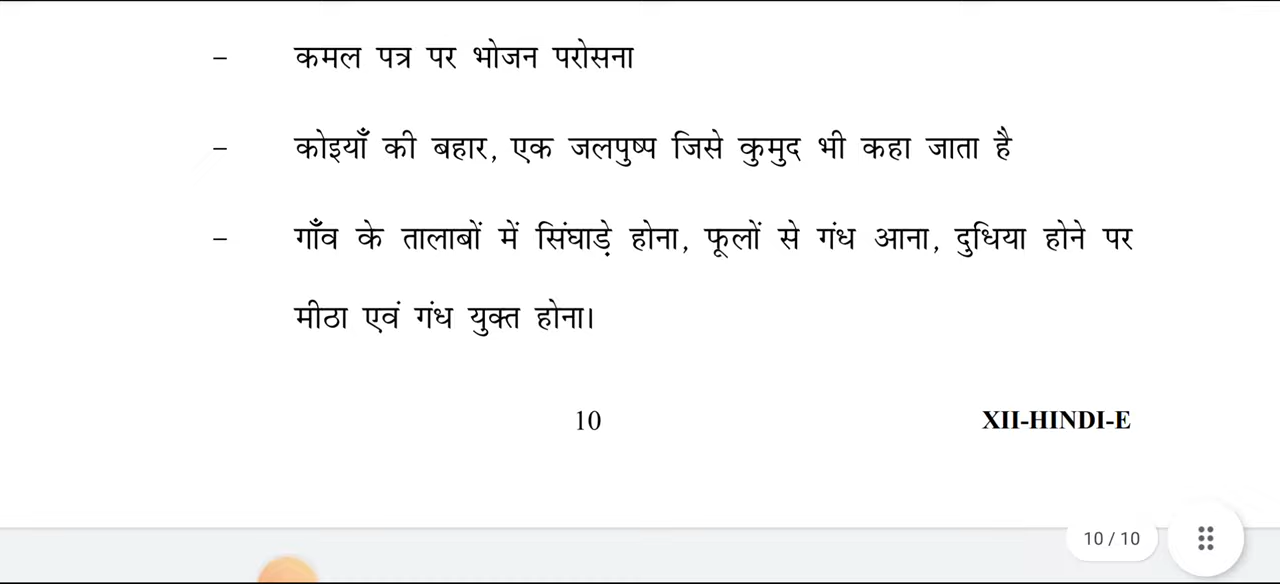 – कमल पत्र पर भोजन परोसना
– कोइयाँ की बहार, एक जलपुष्प जिसे कुमुद भी कहा जाता है
– गाँव के तालाबों में सिंघाड़े होना, फूलों से गंध आना, दुधिया होने पर
मीठा एवं गंध युक्त होना।
10 XII-HINDI-E
10 / 10